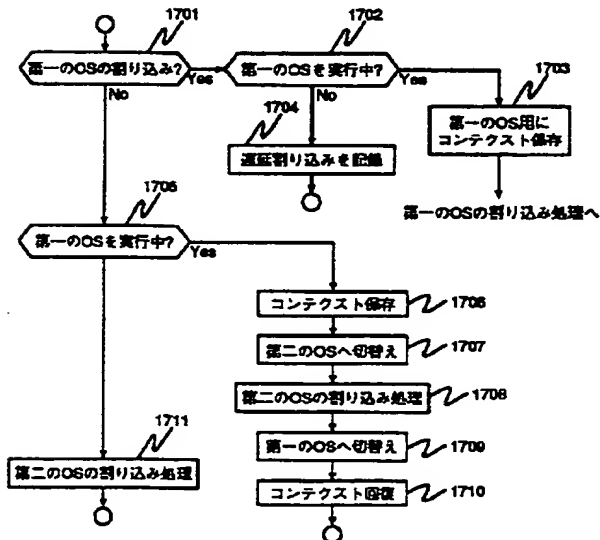 1701
第一のOSの割り込み?
Yes
No
1702
第一のOSを実行中?
Yes
No
1703
第一のOS用に
コンテクスト保存
第一のOSの割り込み処理へ
1704
遅延割り込みを記録
1705
第一のOSを実行中?
Yes
コンテクスト保存
1706
第二のOSへ切替え
1707
第二のOSの割り込み処理
1708
第一のOSへ切替え
1709
コンテクスト回復
1710
1711
第二のOSの割り込み処理